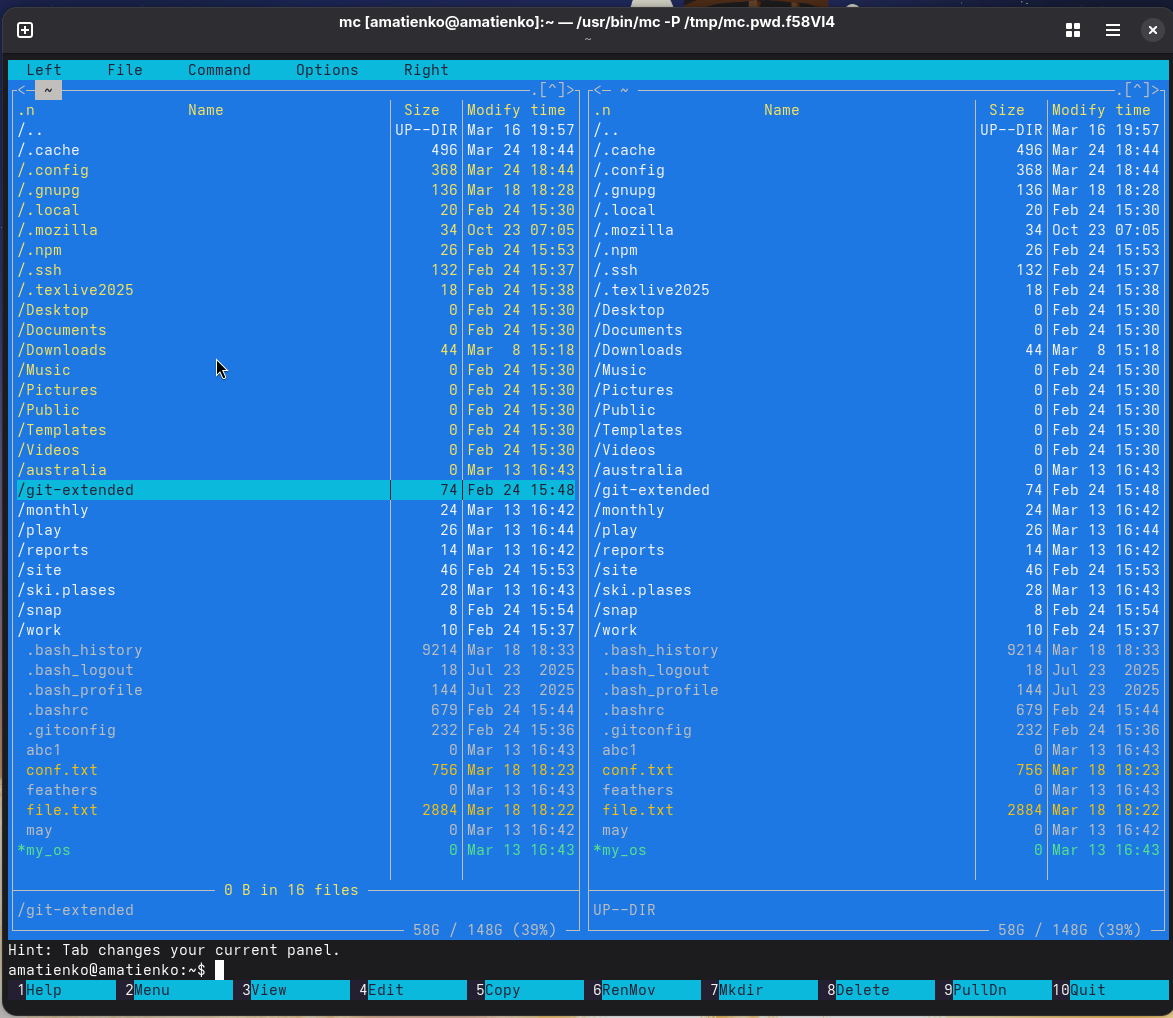 mc [amatienko@amatienko]:~ — /usr/bin/mc -P /tmp/mc.pwd.f58VI4
~
Left File Command Options Right
<— ~ .[^]> <— ~ .[^]>
.n Name Size Modify time .n Name Size Modify time
/.. UP--DIR Mar 16 19:57 /.. UP--DIR Mar 16 19:57
/.cache 496 Mar 24 18:44 /.cache 496 Mar 24 18:44
/.config 368 Mar 24 18:44 /.config 368 Mar 24 18:44
/.gnupg 136 Mar 18 18:28 /.gnupg 136 Mar 18 18:28
/.local 20 Feb 24 15:30 /.local 20 Feb 24 15:30
/.mozilla 34 Oct 23 07:05 /.mozilla 34 Oct 23 07:05
/.npm 26 Feb 24 15:53 /.npm 26 Feb 24 15:53
/.ssh 132 Feb 24 15:37 /.ssh 132 Feb 24 15:37
/.texlive2025 18 Feb 24 15:38 /.texlive2025 18 Feb 24 15:38
/Desktop 0 Feb 24 15:30 /Desktop 0 Feb 24 15:30
/Documents 0 Feb 24 15:30 /Documents 0 Feb 24 15:30
/Downloads 44 Mar 8 15:18 /Downloads 44 Mar 8 15:18
/Music 0 Feb 24 15:30 /Music 0 Feb 24 15:30
/Pictures 0 Feb 24 15:30 /Pictures 0 Feb 24 15:30
/Public 0 Feb 24 15:30 /Public 0 Feb 24 15:30
/Templates 0 Feb 24 15:30 /Templates 0 Feb 24 15:30
/Videos 0 Feb 24 15:30 /Videos 0 Feb 24 15:30
/australia 0 Mar 13 16:43 /australia 0 Mar 13 16:43
/git-extended 74 Feb 24 15:48 /git-extended 74 Feb 24 15:48
/monthly 24 Mar 13 16:42 /monthly 24 Mar 13 16:42
/play 26 Mar 13 16:44 /play 26 Mar 13 16:44
/reports 14 Mar 13 16:42 /reports 14 Mar 13 16:42
/site 46 Feb 24 15:53 /site 46 Feb 24 15:53
/ski.plases 28 Mar 13 16:43 /ski.plases 28 Mar 13 16:43
/snap 8 Feb 24 15:54 /snap 8 Feb 24 15:54
/work 10 Feb 24 15:37 /work 10 Feb 24 15:37
.bash_history 9214 Mar 18 18:33 .bash_history 9214 Mar 18 18:33
.bash_logout 18 Jul 23 2025 .bash_logout 18 Jul 23 2025
.bash_profile 144 Jul 23 2025 .bash_profile 144 Jul 23 2025
.bashrc 679 Feb 24 15:44 .bashrc 679 Feb 24 15:44
.gitconfig 232 Feb 24 15:36 .gitconfig 232 Feb 24 15:36
abc1 0 Mar 13 16:43 abc1 0 Mar 13 16:43
conf.txt 756 Mar 18 18:23 conf.txt 756 Mar 18 18:23
feathers 0 Mar 13 16:43 feathers 0 Mar 13 16:43
file.txt 2884 Mar 18 18:22 file.txt 2884 Mar 18 18:22
may 0 Mar 13 16:42 may 0 Mar 13 16:42
*my_os 0 Mar 13 16:43 *my_os 0 Mar 13 16:43
0 B in 16 files
/git-extended UP--DIR
58G / 148G (39%) 58G / 148G (39%)
Hint: Tab changes your current panel.
amatienko@amatienko:~$
1Help 2Menu 3View 4Edit 5Copy 6RenMov 7Mkdir 8Delete 9PullDn 10Quit